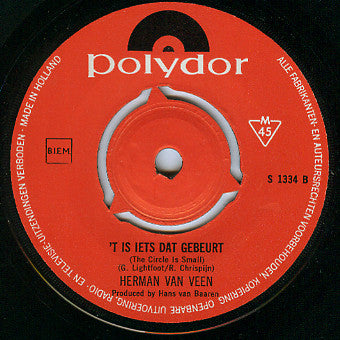 polydor
M
45
BIEM
S 1334 B
'T IS IETS DAT GEBEURT
(The Circle is Small)
(G. Lightfoot/R. Chrispijn)
HERMAN VAN VEEN
Produced by Hans van Baaren
ALLE FABRIKANTEN- EN AUTEURSRECHTEN VOORBEHOUDEN, KOPIERING, OPENBARE UITVOERING, RADIO- EN TELEVISIE-UITZENDINGEN VERBODEN · MADE IN HOLLAND